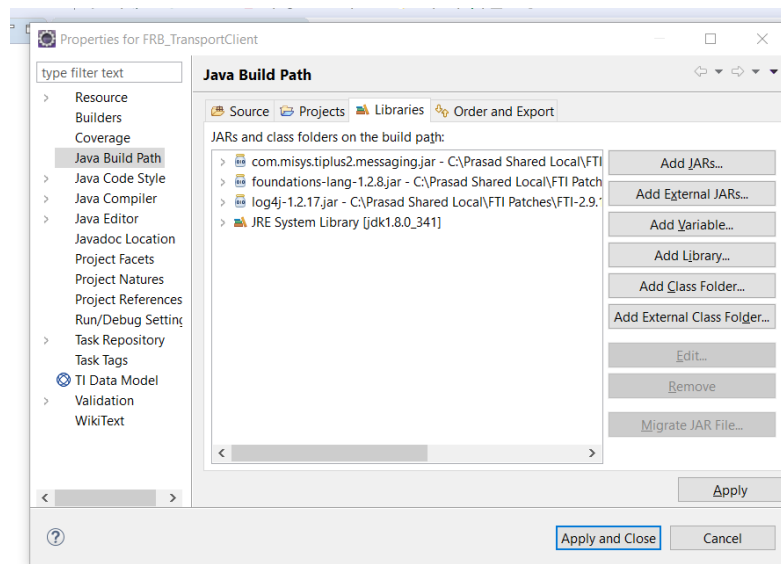 Properties for FRB_TransportClient
type filter text
Resource
Builders
Coverage
Java Build Path
Java Code Style
Java Compiler
Java Editor
Javadoc Location
Project Facets
Project Natures
Project References
Run/Debug Setting
Task Repository
Task Tags
TI Data Model
Validation
WikiText
Java Build Path
Source Projects Libraries Order and Export
JARs and class folders on the build path:
com.misys.tiplus2.messaging.jar - C:\Prasad Shared Local\FTI
foundations-lang-1.2.8.jar - C:\Prasad Shared Local\FTI Patch
log4j-1.2.17.jar - C:\Prasad Shared Local\FTI Patches\FTI-2.9.
JRE System Library [jdk1.8.0_341]
Add JARs...
Add External JARs...
Add Variable...
Add Library...
Add Class Folder...
Add External Class Folder...
Edit...
Remove
Migrate JAR File...
Apply
? Apply and Close Cancel